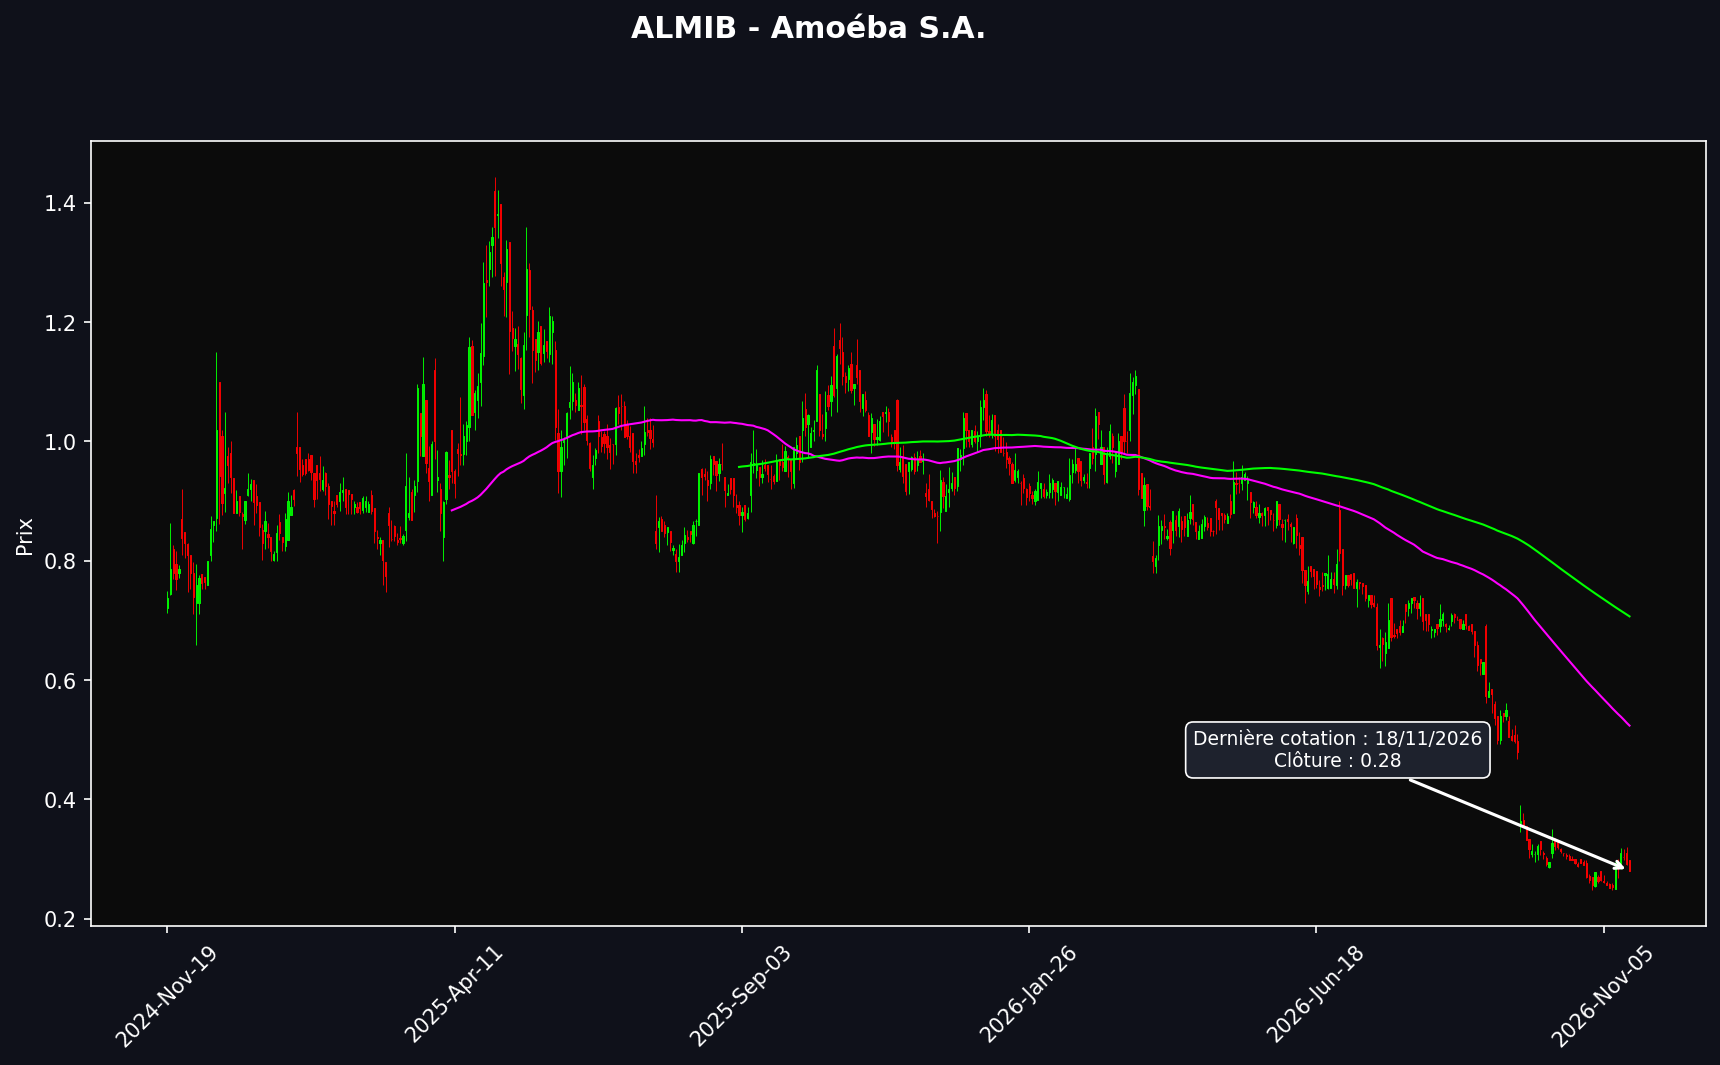 ALMIB - Amoéba S.A.
Prix
1.4
1.2
1.0
0.8
0.6
0.4
0.2
Dernière cotation : 18/11/2026
Clôture : 0.28
2024-Nov-19
2025-Apr-11
2025-Sep-03
2026-Jan-26
2026-Jun-18
2026-Nov-05